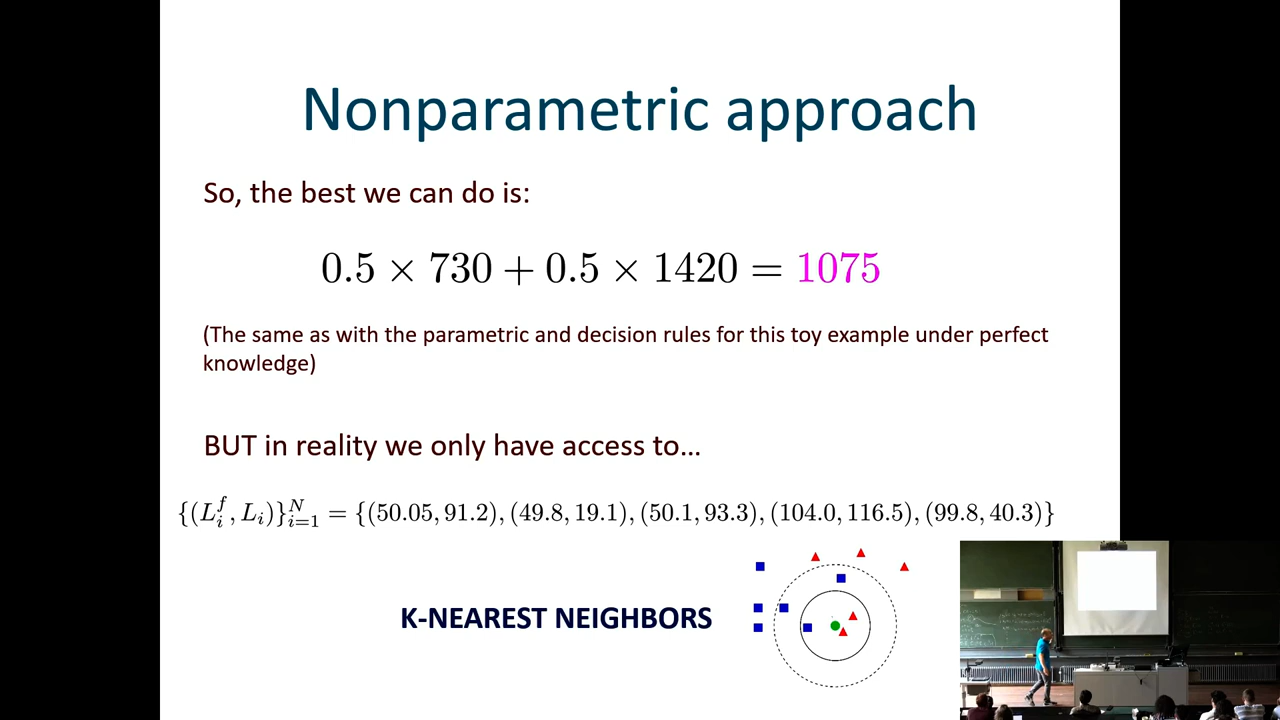 Nonparametric approach
So, the best we can do is:
0.5 × 730 + 0.5 × 1420 = 1075
(The same as with the parametric and decision rules for this toy example under perfect
knowledge)
BUT in reality we only have access to...
{(L_i^f, L_i)}_{i=1}^N = {(50.05, 91.2), (49.8, 19.1), (50.1, 93.3), (104.0, 116.5), (99.8, 40.3)}
K-NEAREST NEIGHBORS